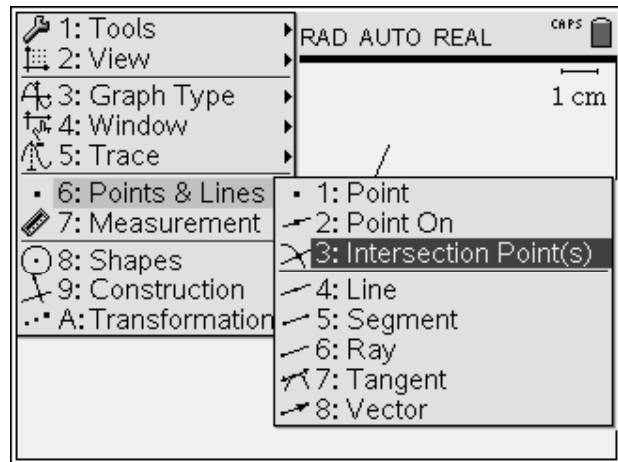 1: Tools
RAD AUTO REAL
CAPS
2: View
3: Graph Type
1 cm
4: Window
5: Trace
6: Points & Lines
7: Measurement
8: Shapes
9: Construction
A: Transformation
1: Point
2: Point On
3: Intersection Point(s)
4: Line
5: Segment
6: Ray
7: Tangent
8: Vector